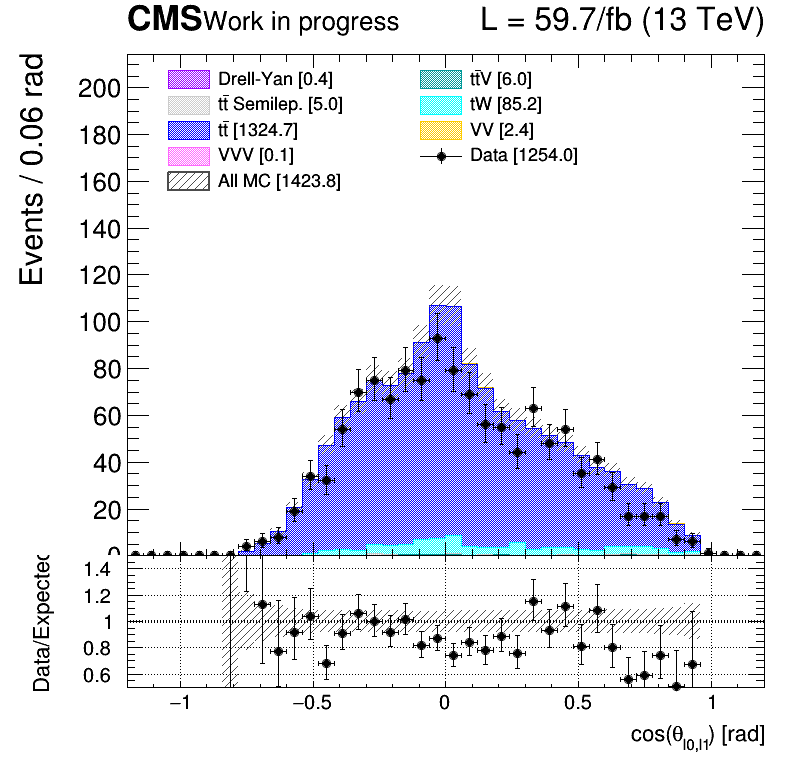 CMS Work in progress L = 59.7/fb (13 TeV)
Events / 0.06 rad
200
180
160
140
120
100
80
60
40
20
0
Drell-Yan [0.4]
tt̄ Semilep. [5.0]
tt̄ [1324.7]
VVV [0.1]
All MC [1423.8]
tt̄V [6.0]
tW [85.2]
VV [2.4]
Data [1254.0]
Data/Expected
1.4
1.2
1
0.8
0.6
−1 −0.5 0 0.5 1
cos(θl0,l1) [rad]